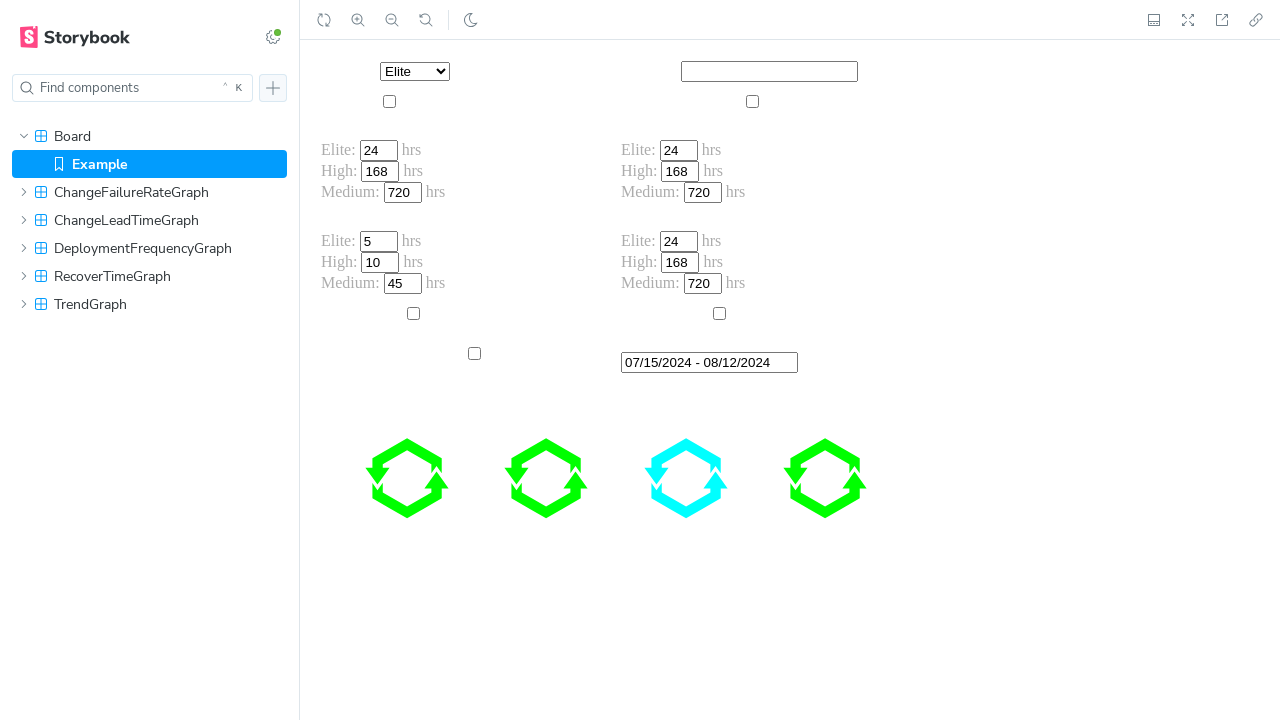 Storybook
Find components
^ K
Board
Example
ChangeFailureRateGraph
ChangeLeadTimeGraph
DeploymentFrequencyGraph
RecoverTimeGraph
TrendGraph
Elite
Elite: 24 hrs
High: 168 hrs
Medium: 720 hrs
Elite: 24 hrs
High: 168 hrs
Medium: 720 hrs
Elite: 5 hrs
High: 10 hrs
Medium: 45 hrs
Elite: 24 hrs
High: 168 hrs
Medium: 720 hrs
07/15/2024 - 08/12/2024